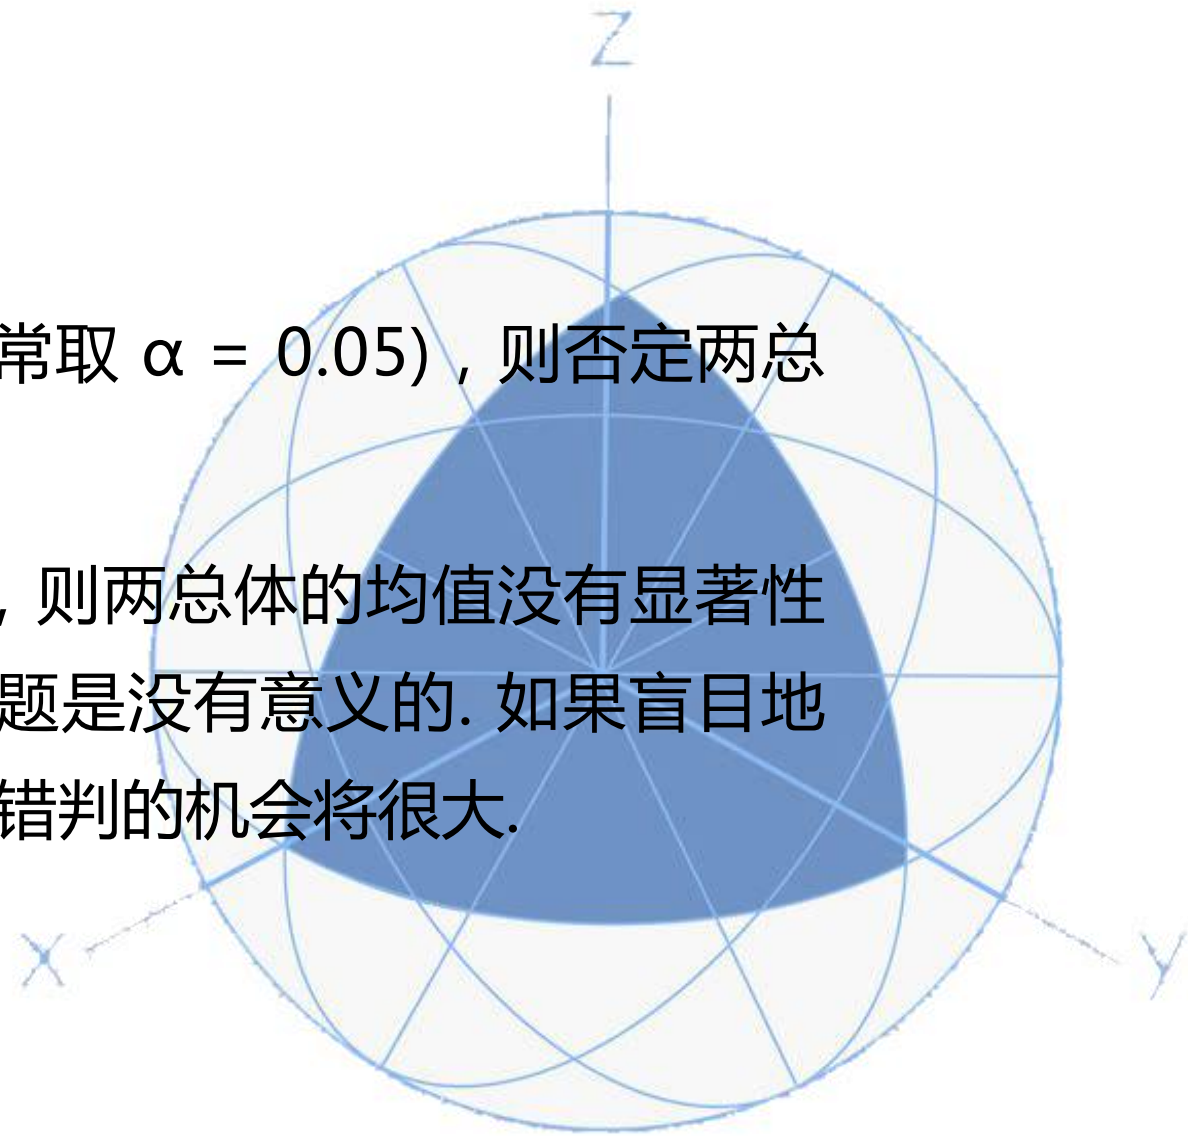 Z
常取 α = 0.05) , 则否定两总
, 则两总体的均值没有显著性
题是没有意义的. 如果盲目地
错判的机会将很大.
X
y